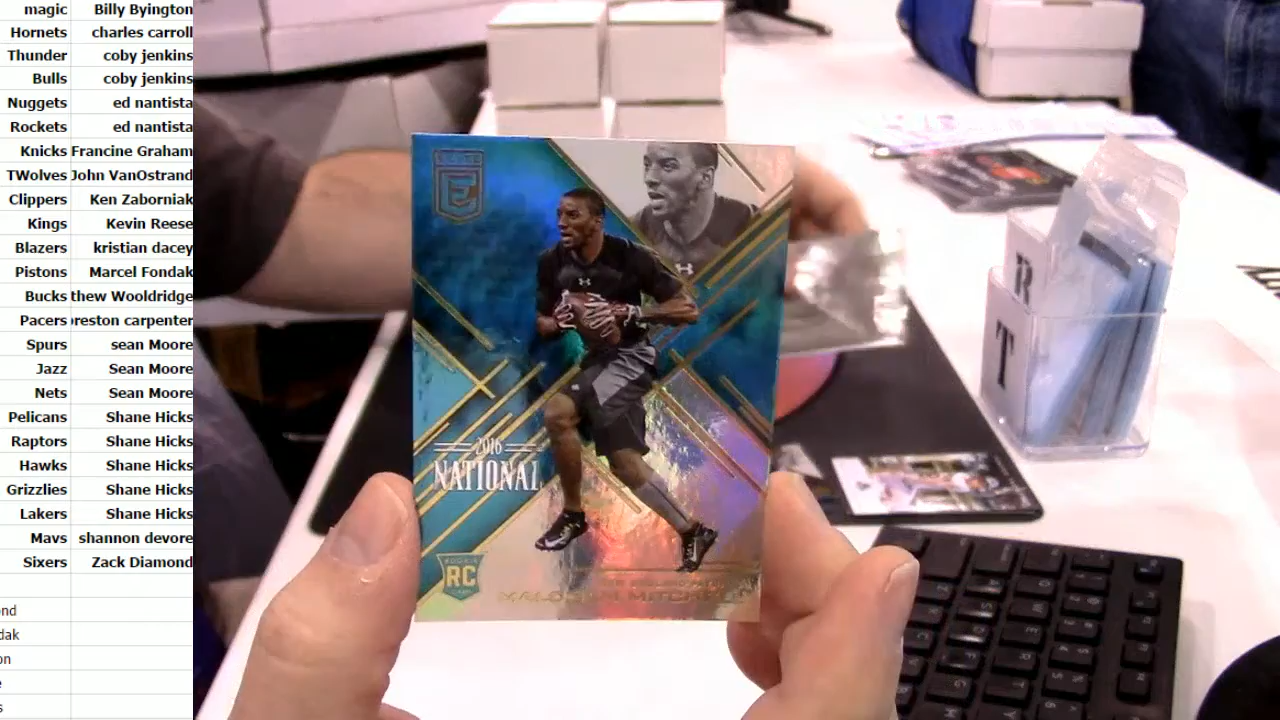 magic Billy Byington
Hornets charles carroll
Thunder coby jenkins
Bulls coby jenkins
Nuggets ed nantista
Rockets ed nantista
Knicks Francine Graham
TWolves John VanOstrand
Clippers Ken Zaborniak
Kings Kevin Reese
Blazers kristian dacey
Pistons Marcel Fondak
Bucks thew Wooldridge
Pacers reston carpenter
Spurs sean Moore
Jazz Sean Moore
Nets Sean Moore
Pelicans Shane Hicks
Raptors Shane Hicks
Hawks Shane Hicks
Grizzlies Shane Hicks
Lakers Shane Hicks
Mavs shannon devore
Sixers Zack Diamond
nd
dak
on
e
s
ELITE
E
2016
NATIONAL
ROOKIE
RC
MITCHELL
R
T